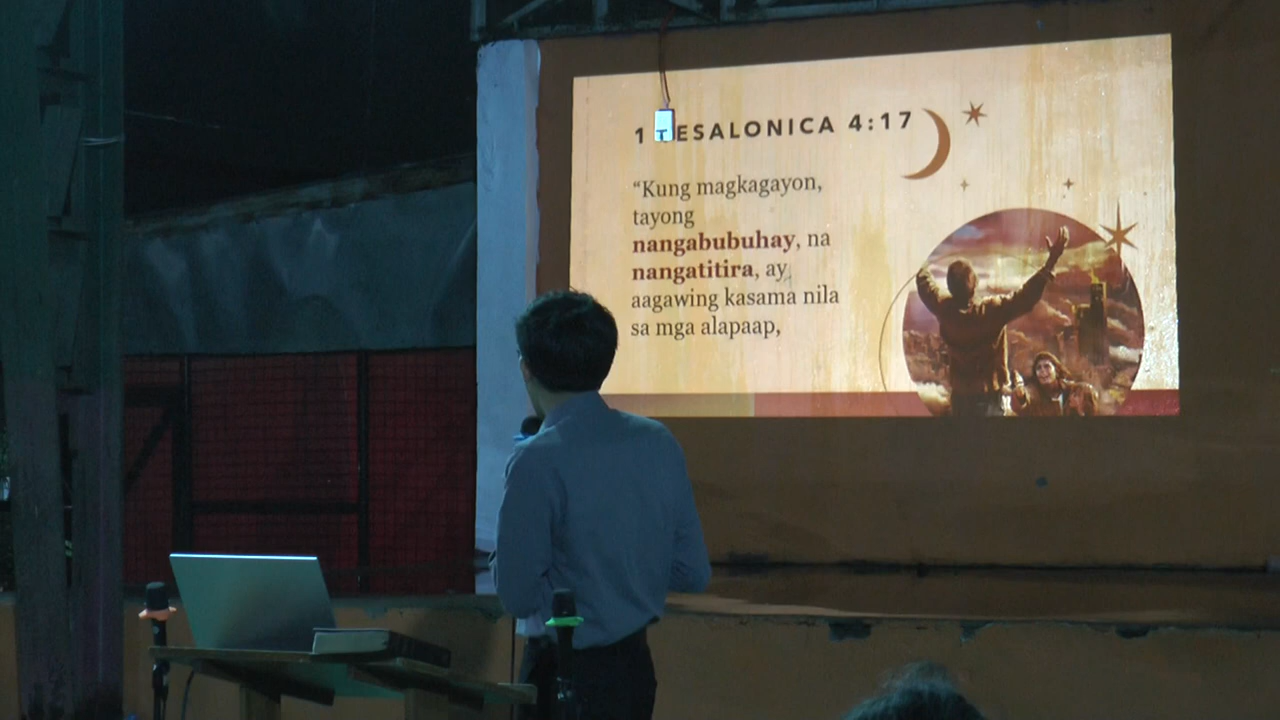 1 TESALONICA 4:17
“Kung magkagayon,
tayong
nangabubuhay, na
nangatitira, ay
aagawing kasama nila
sa mga alapaap,